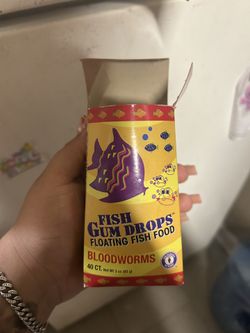 FISH
GUM DROPS
FLOATING FISH FOOD
BLOODWORMS
40 CT.